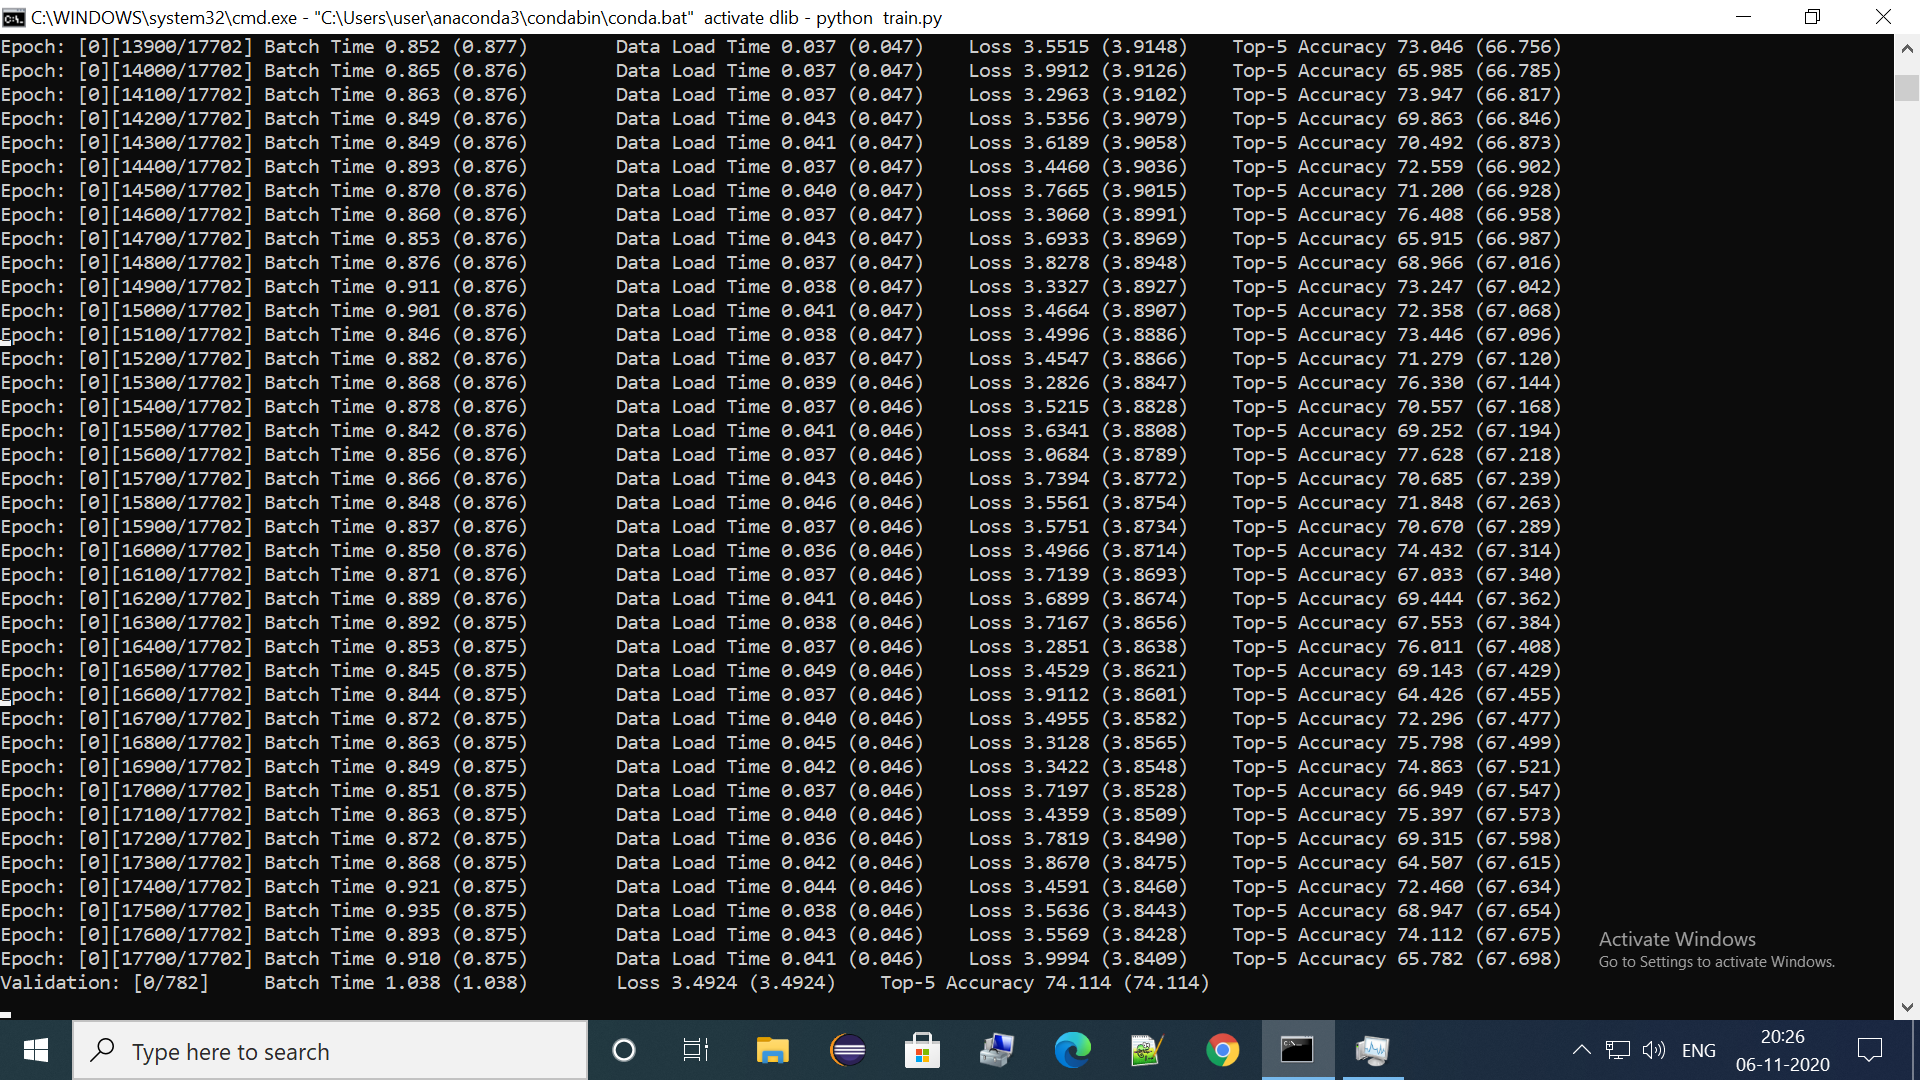 C:\WINDOWS\system32\cmd.exe - "C:\Users\user\anaconda3\condabin\conda.bat"  activate dlib - python  train.py
Epoch: [0][13900/17702] Batch Time 0.852 (0.877) Data Load Time 0.037 (0.047) Loss 3.5515 (3.9148) Top-5 Accuracy 73.046 (66.756)
Epoch: [0][14000/17702] Batch Time 0.865 (0.876) Data Load Time 0.037 (0.047) Loss 3.9912 (3.9126) Top-5 Accuracy 65.985 (66.785)
Epoch: [0][14100/17702] Batch Time 0.863 (0.876) Data Load Time 0.037 (0.047) Loss 3.2963 (3.9102) Top-5 Accuracy 73.947 (66.817)
Epoch: [0][14200/17702] Batch Time 0.849 (0.876) Data Load Time 0.043 (0.047) Loss 3.5356 (3.9079) Top-5 Accuracy 69.863 (66.846)
Epoch: [0][14300/17702] Batch Time 0.849 (0.876) Data Load Time 0.041 (0.047) Loss 3.6189 (3.9058) Top-5 Accuracy 70.492 (66.873)
Epoch: [0][14400/17702] Batch Time 0.893 (0.876) Data Load Time 0.037 (0.047) Loss 3.4460 (3.9036) Top-5 Accuracy 72.559 (66.902)
Epoch: [0][14500/17702] Batch Time 0.870 (0.876) Data Load Time 0.040 (0.047) Loss 3.7665 (3.9015) Top-5 Accuracy 71.200 (66.928)
Epoch: [0][14600/17702] Batch Time 0.860 (0.876) Data Load Time 0.037 (0.047) Loss 3.3060 (3.8991) Top-5 Accuracy 76.408 (66.958)
Epoch: [0][14700/17702] Batch Time 0.853 (0.876) Data Load Time 0.043 (0.047) Loss 3.6933 (3.8969) Top-5 Accuracy 65.915 (66.987)
Epoch: [0][14800/17702] Batch Time 0.876 (0.876) Data Load Time 0.037 (0.047) Loss 3.8278 (3.8948) Top-5 Accuracy 68.966 (67.016)
Epoch: [0][14900/17702] Batch Time 0.911 (0.876) Data Load Time 0.038 (0.047) Loss 3.3327 (3.8927) Top-5 Accuracy 73.247 (67.042)
Epoch: [0][15000/17702] Batch Time 0.901 (0.876) Data Load Time 0.041 (0.047) Loss 3.4664 (3.8907) Top-5 Accuracy 72.358 (67.068)
Epoch: [0][15100/17702] Batch Time 0.846 (0.876) Data Load Time 0.038 (0.047) Loss 3.4996 (3.8886) Top-5 Accuracy 73.446 (67.096)
Epoch: [0][15200/17702] Batch Time 0.882 (0.876) Data Load Time 0.037 (0.047) Loss 3.4547 (3.8866) Top-5 Accuracy 71.279 (67.120)
Epoch: [0][15300/17702] Batch Time 0.868 (0.876) Data Load Time 0.039 (0.046) Loss 3.2826 (3.8847) Top-5 Accuracy 76.330 (67.144)
Epoch: [0][15400/17702] Batch Time 0.878 (0.876) Data Load Time 0.037 (0.046) Loss 3.5215 (3.8828) Top-5 Accuracy 70.557 (67.168)
Epoch: [0][15500/17702] Batch Time 0.842 (0.876) Data Load Time 0.041 (0.046) Loss 3.6341 (3.8808) Top-5 Accuracy 69.252 (67.194)
Epoch: [0][15600/17702] Batch Time 0.856 (0.876) Data Load Time 0.037 (0.046) Loss 3.0684 (3.8789) Top-5 Accuracy 77.628 (67.218)
Epoch: [0][15700/17702] Batch Time 0.866 (0.876) Data Load Time 0.043 (0.046) Loss 3.7394 (3.8772) Top-5 Accuracy 70.685 (67.239)
Epoch: [0][15800/17702] Batch Time 0.848 (0.876) Data Load Time 0.046 (0.046) Loss 3.5561 (3.8754) Top-5 Accuracy 71.848 (67.263)
Epoch: [0][15900/17702] Batch Time 0.837 (0.876) Data Load Time 0.037 (0.046) Loss 3.5751 (3.8734) Top-5 Accuracy 70.670 (67.289)
Epoch: [0][16000/17702] Batch Time 0.850 (0.876) Data Load Time 0.036 (0.046) Loss 3.4966 (3.8714) Top-5 Accuracy 74.432 (67.314)
Epoch: [0][16100/17702] Batch Time 0.871 (0.876) Data Load Time 0.037 (0.046) Loss 3.7139 (3.8693) Top-5 Accuracy 67.033 (67.340)
Epoch: [0][16200/17702] Batch Time 0.889 (0.876) Data Load Time 0.041 (0.046) Loss 3.6899 (3.8674) Top-5 Accuracy 69.444 (67.362)
Epoch: [0][16300/17702] Batch Time 0.892 (0.875) Data Load Time 0.038 (0.046) Loss 3.7167 (3.8656) Top-5 Accuracy 67.553 (67.384)
Epoch: [0][16400/17702] Batch Time 0.853 (0.875) Data Load Time 0.037 (0.046) Loss 3.2851 (3.8638) Top-5 Accuracy 76.011 (67.408)
Epoch: [0][16500/17702] Batch Time 0.845 (0.875) Data Load Time 0.049 (0.046) Loss 3.4529 (3.8621) Top-5 Accuracy 69.143 (67.429)
Epoch: [0][16600/17702] Batch Time 0.844 (0.875) Data Load Time 0.037 (0.046) Loss 3.9112 (3.8601) Top-5 Accuracy 64.426 (67.455)
Epoch: [0][16700/17702] Batch Time 0.872 (0.875) Data Load Time 0.040 (0.046) Loss 3.4955 (3.8582) Top-5 Accuracy 72.296 (67.477)
Epoch: [0][16800/17702] Batch Time 0.863 (0.875) Data Load Time 0.045 (0.046) Loss 3.3128 (3.8565) Top-5 Accuracy 75.798 (67.499)
Epoch: [0][16900/17702] Batch Time 0.849 (0.875) Data Load Time 0.042 (0.046) Loss 3.3422 (3.8548) Top-5 Accuracy 74.863 (67.521)
Epoch: [0][17000/17702] Batch Time 0.851 (0.875) Data Load Time 0.037 (0.046) Loss 3.7197 (3.8528) Top-5 Accuracy 66.949 (67.547)
Epoch: [0][17100/17702] Batch Time 0.863 (0.875) Data Load Time 0.040 (0.046) Loss 3.4359 (3.8509) Top-5 Accuracy 75.397 (67.573)
Epoch: [0][17200/17702] Batch Time 0.872 (0.875) Data Load Time 0.036 (0.046) Loss 3.7819 (3.8490) Top-5 Accuracy 69.315 (67.598)
Epoch: [0][17300/17702] Batch Time 0.868 (0.875) Data Load Time 0.042 (0.046) Loss 3.8670 (3.8475) Top-5 Accuracy 64.507 (67.615)
Epoch: [0][17400/17702] Batch Time 0.921 (0.875) Data Load Time 0.044 (0.046) Loss 3.4591 (3.8460) Top-5 Accuracy 72.460 (67.634)
Epoch: [0][17500/17702] Batch Time 0.935 (0.875) Data Load Time 0.038 (0.046) Loss 3.5636 (3.8443) Top-5 Accuracy 68.947 (67.654)
Epoch: [0][17600/17702] Batch Time 0.893 (0.875) Data Load Time 0.043 (0.046) Loss 3.5569 (3.8428) Top-5 Accuracy 74.112 (67.675)
Epoch: [0][17700/17702] Batch Time 0.910 (0.875) Data Load Time 0.041 (0.046) Loss 3.9994 (3.8409) Top-5 Accuracy 65.782 (67.698)
Validation: [0/782] Batch Time 1.038 (1.038) Loss 3.4924 (3.4924) Top-5 Accuracy 74.114 (74.114)
Activate Windows
Go to Settings to activate Windows.
Type here to search
ENG
20:26
06-11-2020